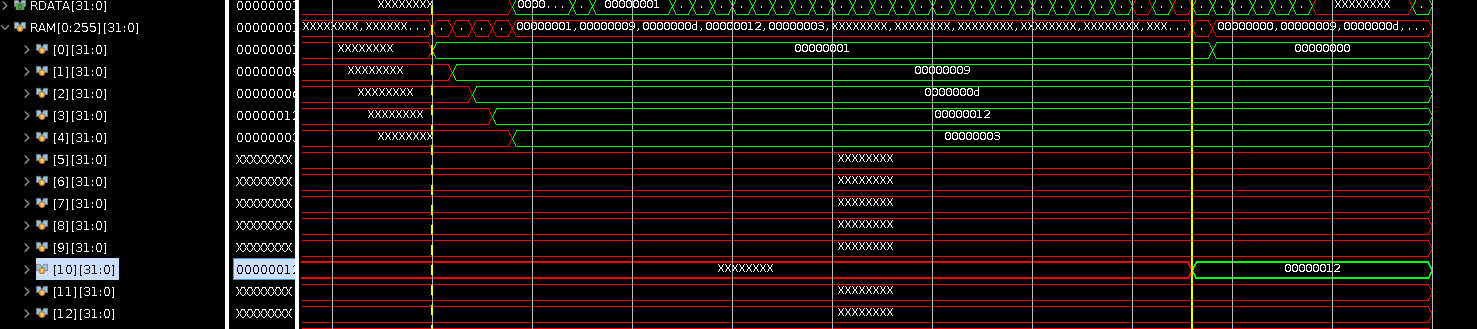 RDATA[31:0] 00000001 XXXXXXXX 0000... 00000001 XXXXXXXX
RAM[0:255][31:0] 00000001 XXXXXXXX,XXXXXX... 00000001,00000009,0000000d,00000012,00000003,XXXXXXXX,XXXXXXXX,XXXXXXXX,XXXXXXXX,XXXXXXXX,XXX... 00000000,00000009,0000000d,...
[0][31:0] 00000001 XXXXXXXX 00000001 00000000
[1][31:0] 00000009 XXXXXXXX 00000009
[2][31:0] 0000000d XXXXXXXX 0000000d
[3][31:0] 00000012 XXXXXXXX 00000012
[4][31:0] XXXXXXXX 00000003
[5][31:0] XXXXXXXX XXXXXXXX
[6][31:0] XXXXXXXX XXXXXXXX
[7][31:0] XXXXXXXX XXXXXXXX
[8][31:0] XXXXXXXX XXXXXXXX
[9][31:0] XXXXXXXX XXXXXXXX
[10][31:0] 00000012 XXXXXXXX 00000012
[11][31:0] XXXXXXXX XXXXXXXX
[12][31:0] XXXXXXXX XXXXXXXX